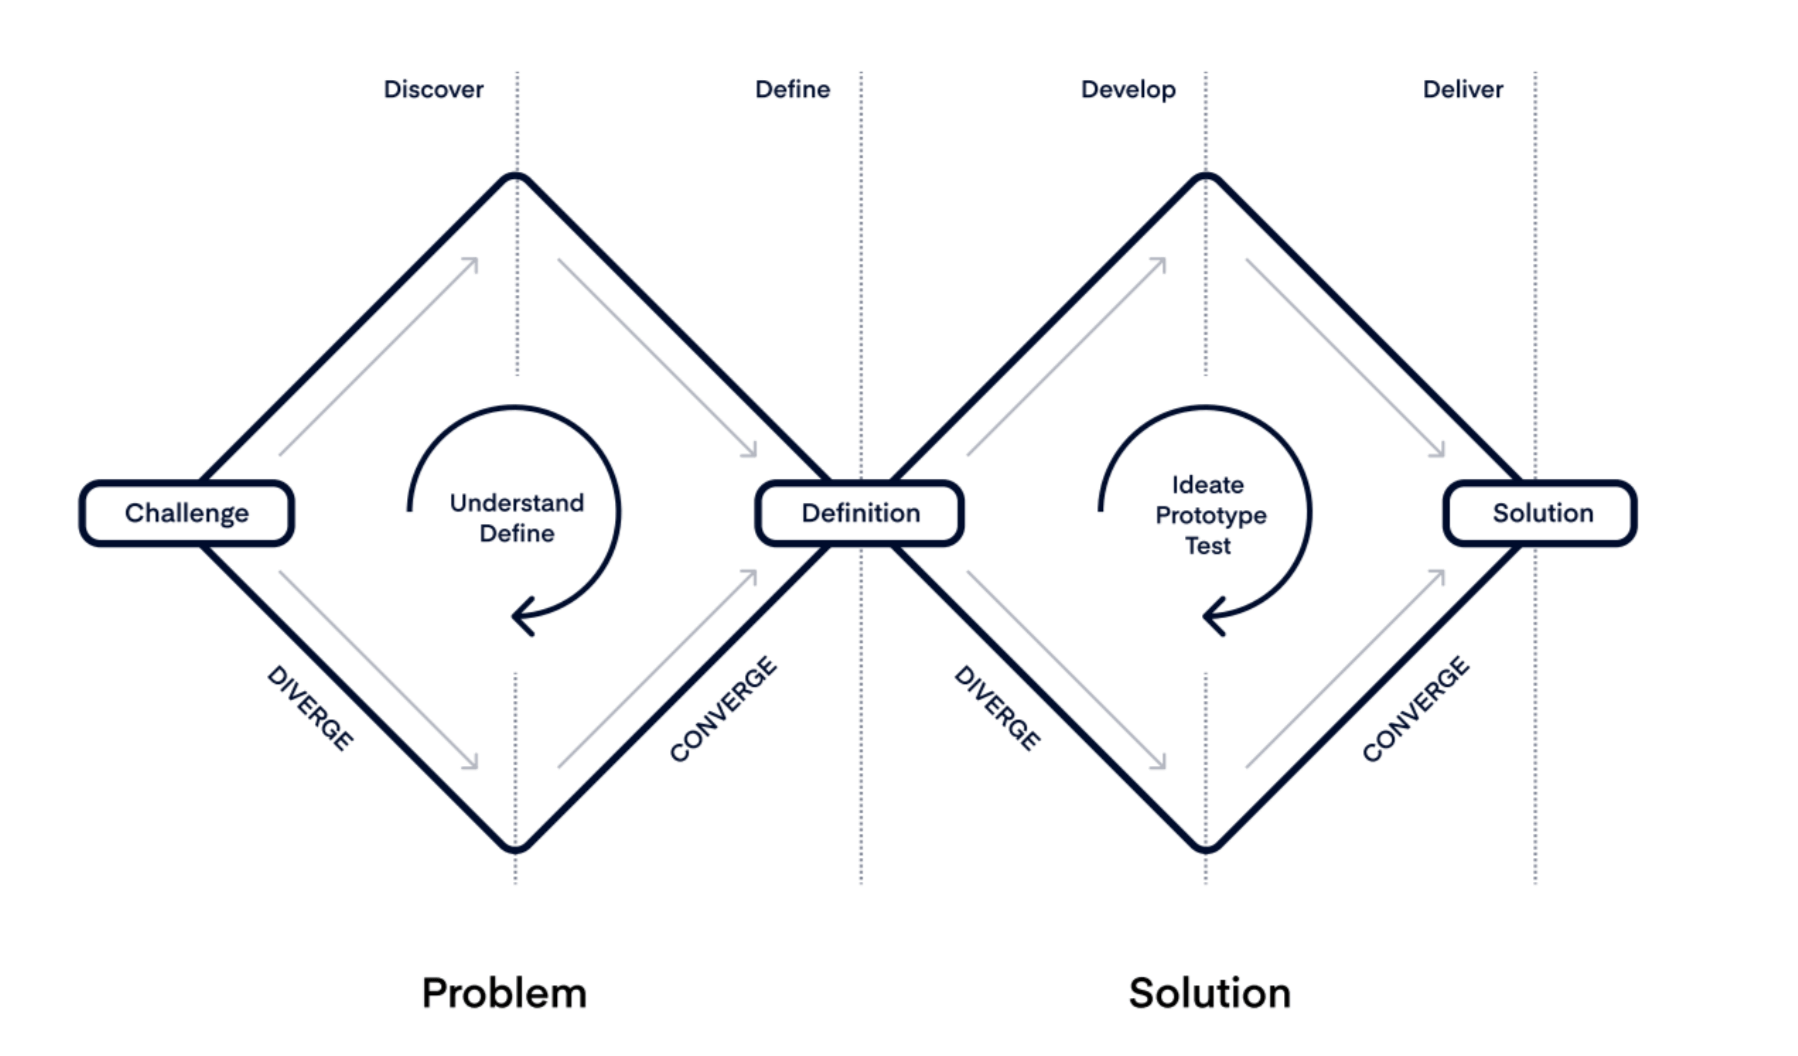 Discover
Define
Develop
Deliver
Challenge
Understand
Define
Definition
Ideate
Prototype
Test
Solution
DIVERGE
CONVERGE
DIVERGE
CONVERGE
Problem
Solution